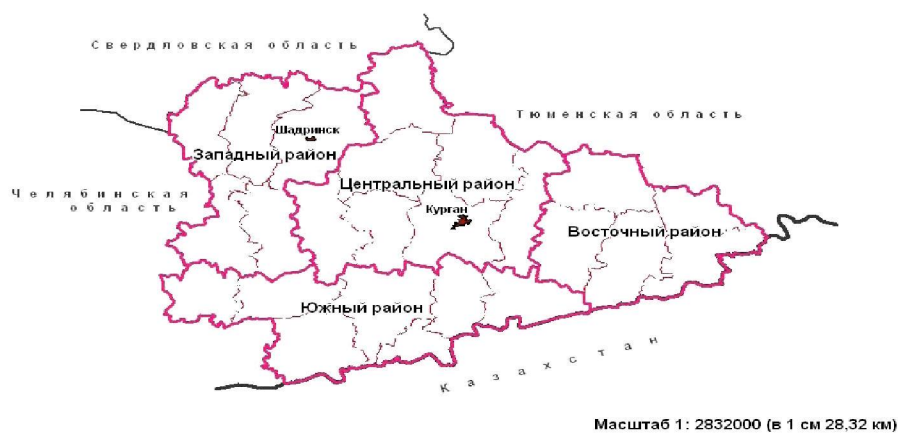 Свердловская область
Тюменская область
Шадринск
Западный район
Центральный район
Челябинская
область
Курган
Восточный район
Южный район
Казахстан
Масштаб 1: 2832000 (в 1 см 28,32 км)